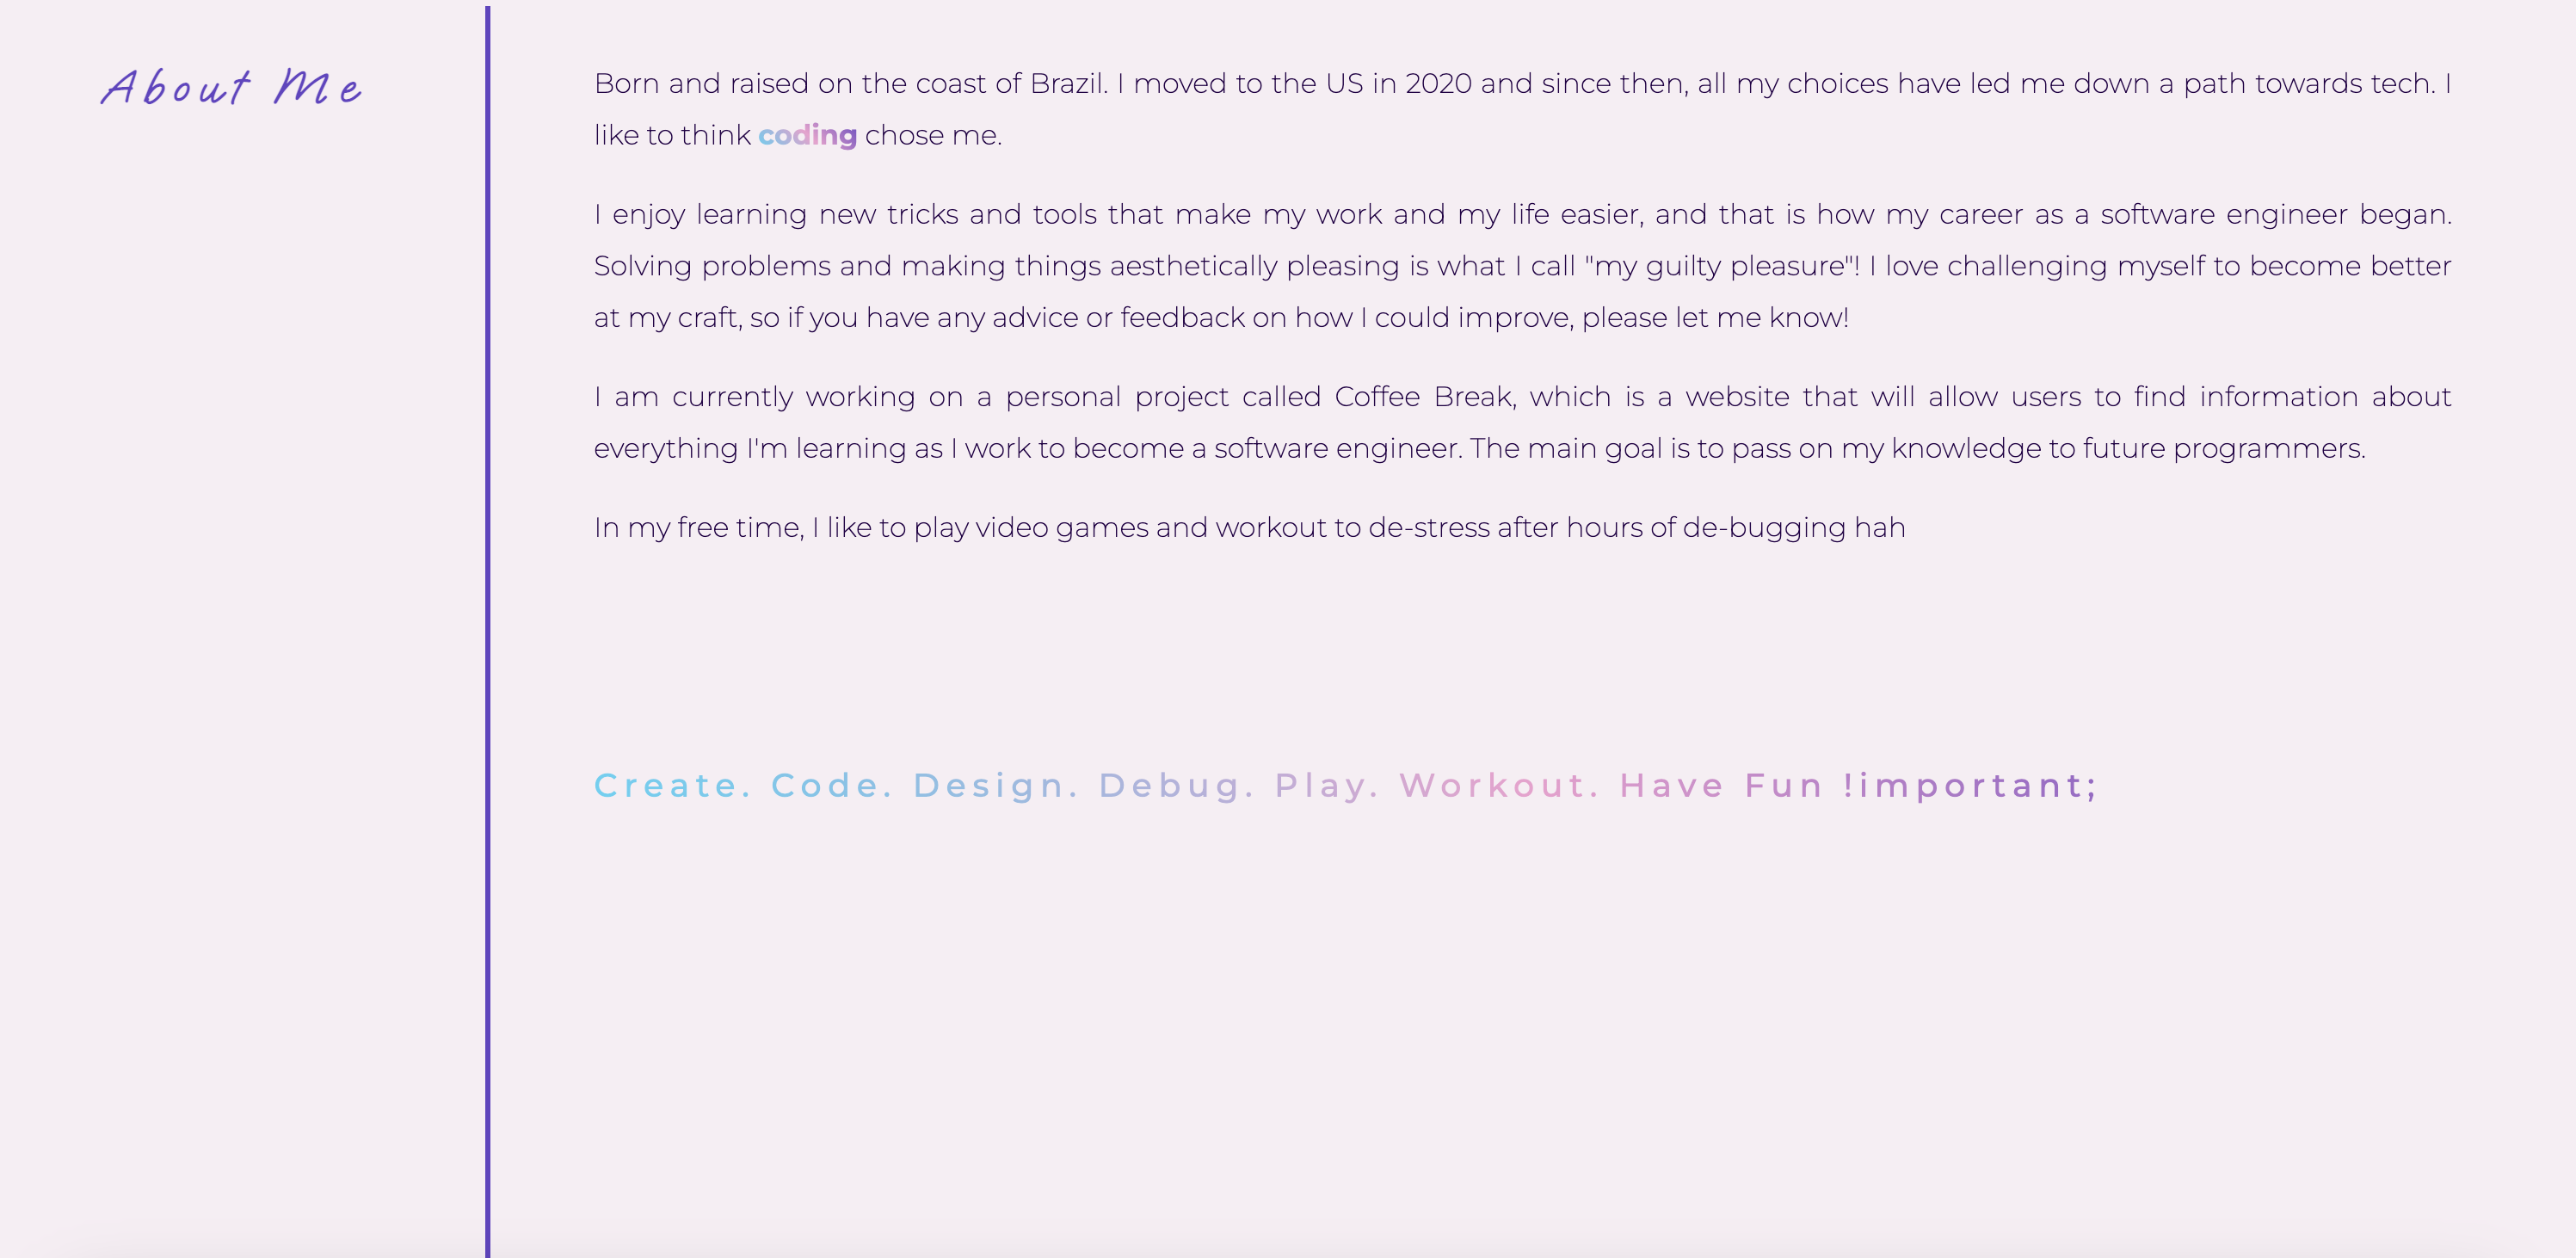 About Me
Born and raised on the coast of Brazil. I moved to the US in 2020 and since then, all my choices have led me down a path towards tech. I
like to think coding chose me.
I enjoy learning new tricks and tools that make my work and my life easier, and that is how my career as a software engineer began.
Solving problems and making things aesthetically pleasing is what I call "my guilty pleasure"! I love challenging myself to become better
at my craft, so if you have any advice or feedback on how I could improve, please let me know!
I am currently working on a personal project called Coffee Break, which is a website that will allow users to find information about
everything I'm learning as I work to become a software engineer. The main goal is to pass on my knowledge to future programmers.
In my free time, I like to play video games and workout to de-stress after hours of de-bugging hah
Create. Code. Design. Debug. Play. Workout. Have Fun !important;